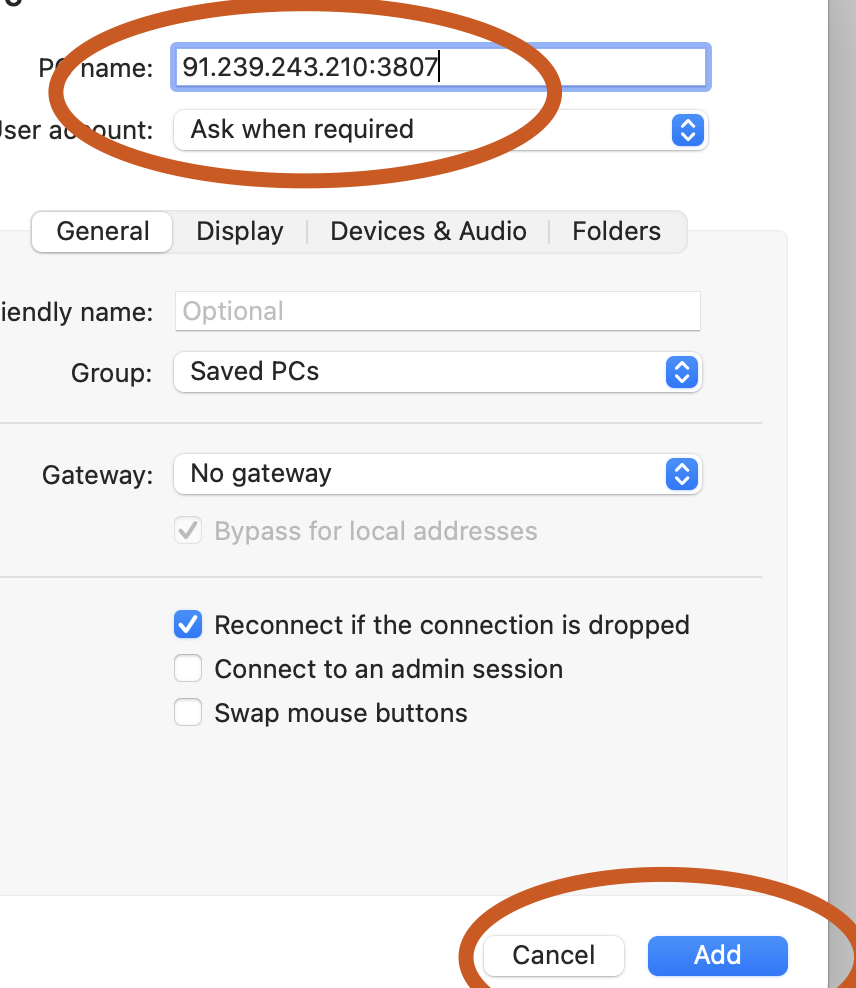 PC name: 91.239.243.210:3807
User account: Ask when required
General Display Devices & Audio Folders
iendly name: Optional
Group: Saved PCs
Gateway: No gateway
Bypass for local addresses
Reconnect if the connection is dropped
Connect to an admin session
Swap mouse buttons
Cancel Add